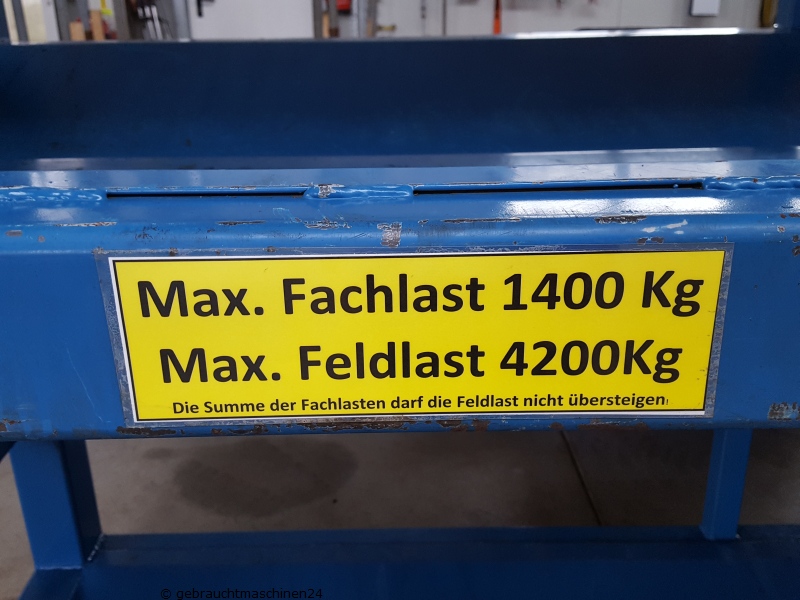 Max. Fachlast 1400 Kg
Max. Feldlast 4200Kg
Die Summe der Fachlasten darf die Feldlast nicht übersteigen
© gebrauchtmaschinen24